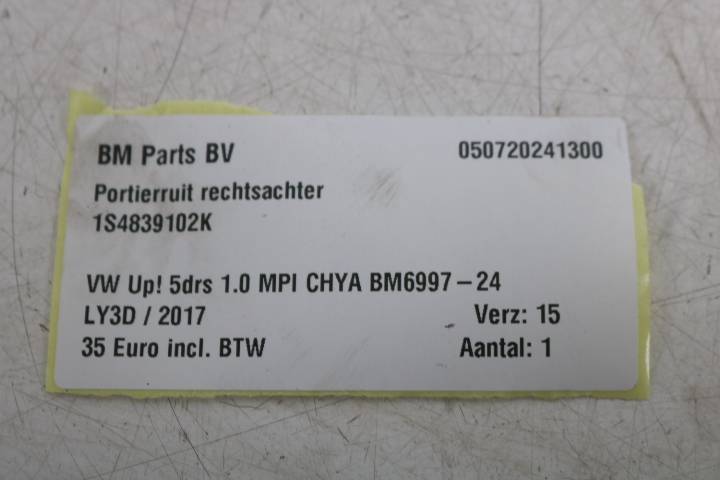 BM Parts BV 050720241300
Portierruit rechtsachter
1S4839102K
VW Up! 5drs 1.0 MPI CHYA BM6997-24
LY3D / 2017 Verz: 15
35 Euro incl. BTW Aantal: 1